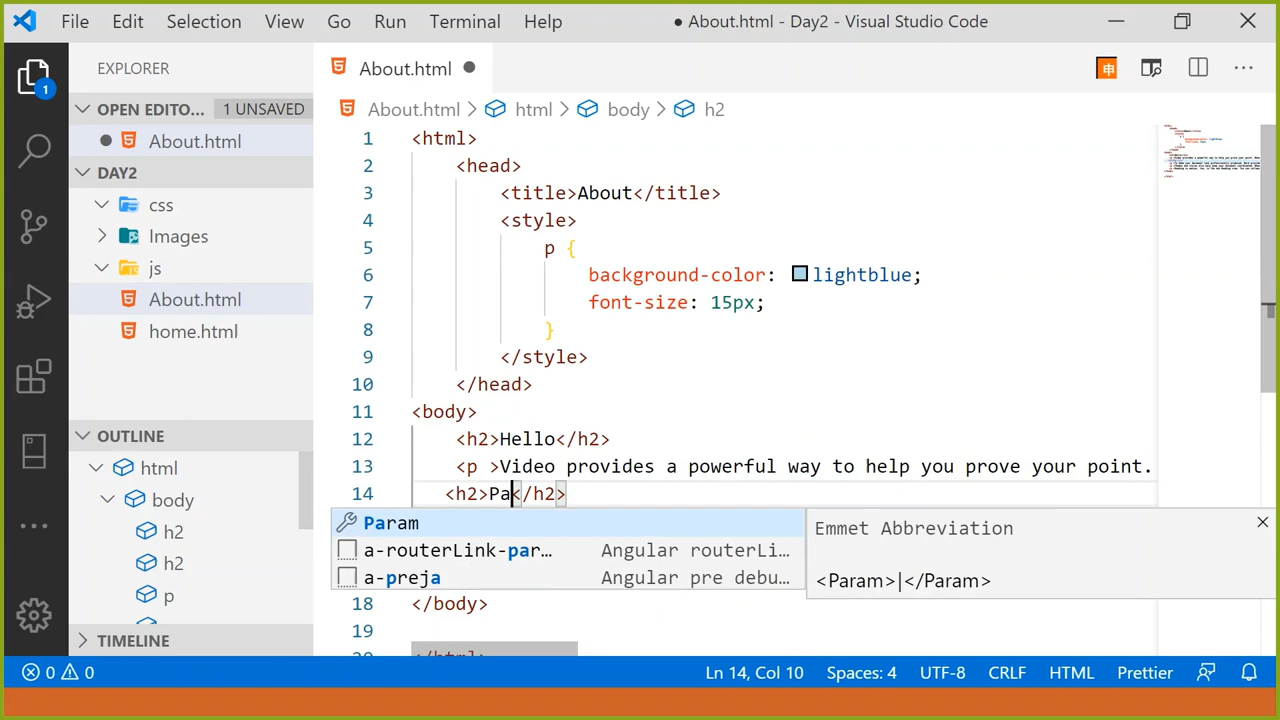 File Edit Selection View Go Run Terminal Help ● About.html - Day2 - Visual Studio Code
EXPLORER
About.html ●
OPEN EDITO... 1 UNSAVED
About.html > html > body > h2
● About.html
DAY2
css
Images
js
About.html
home.html
OUTLINE
html
body
h2
h2
p
TIMELINE
1
1 <html>
2 <head>
3 <title>About</title>
4 <style>
5 p {
6 background-color: lightblue;
7 font-size: 15px;
8 }
9 </style>
10 </head>
11 <body>
12 <h2>Hello</h2>
13 <p >Video provides a powerful way to help you prove your point.
14 <h2>Pa</h2>
Param
a-routerLink-par... Angular routerLi...
a-preja Angular pre debu...
Emmet Abbreviation
<Param>|</Param>
18 </body>
19
0 0 Ln 14, Col 10 Spaces: 4 UTF-8 CRLF HTML Prettier